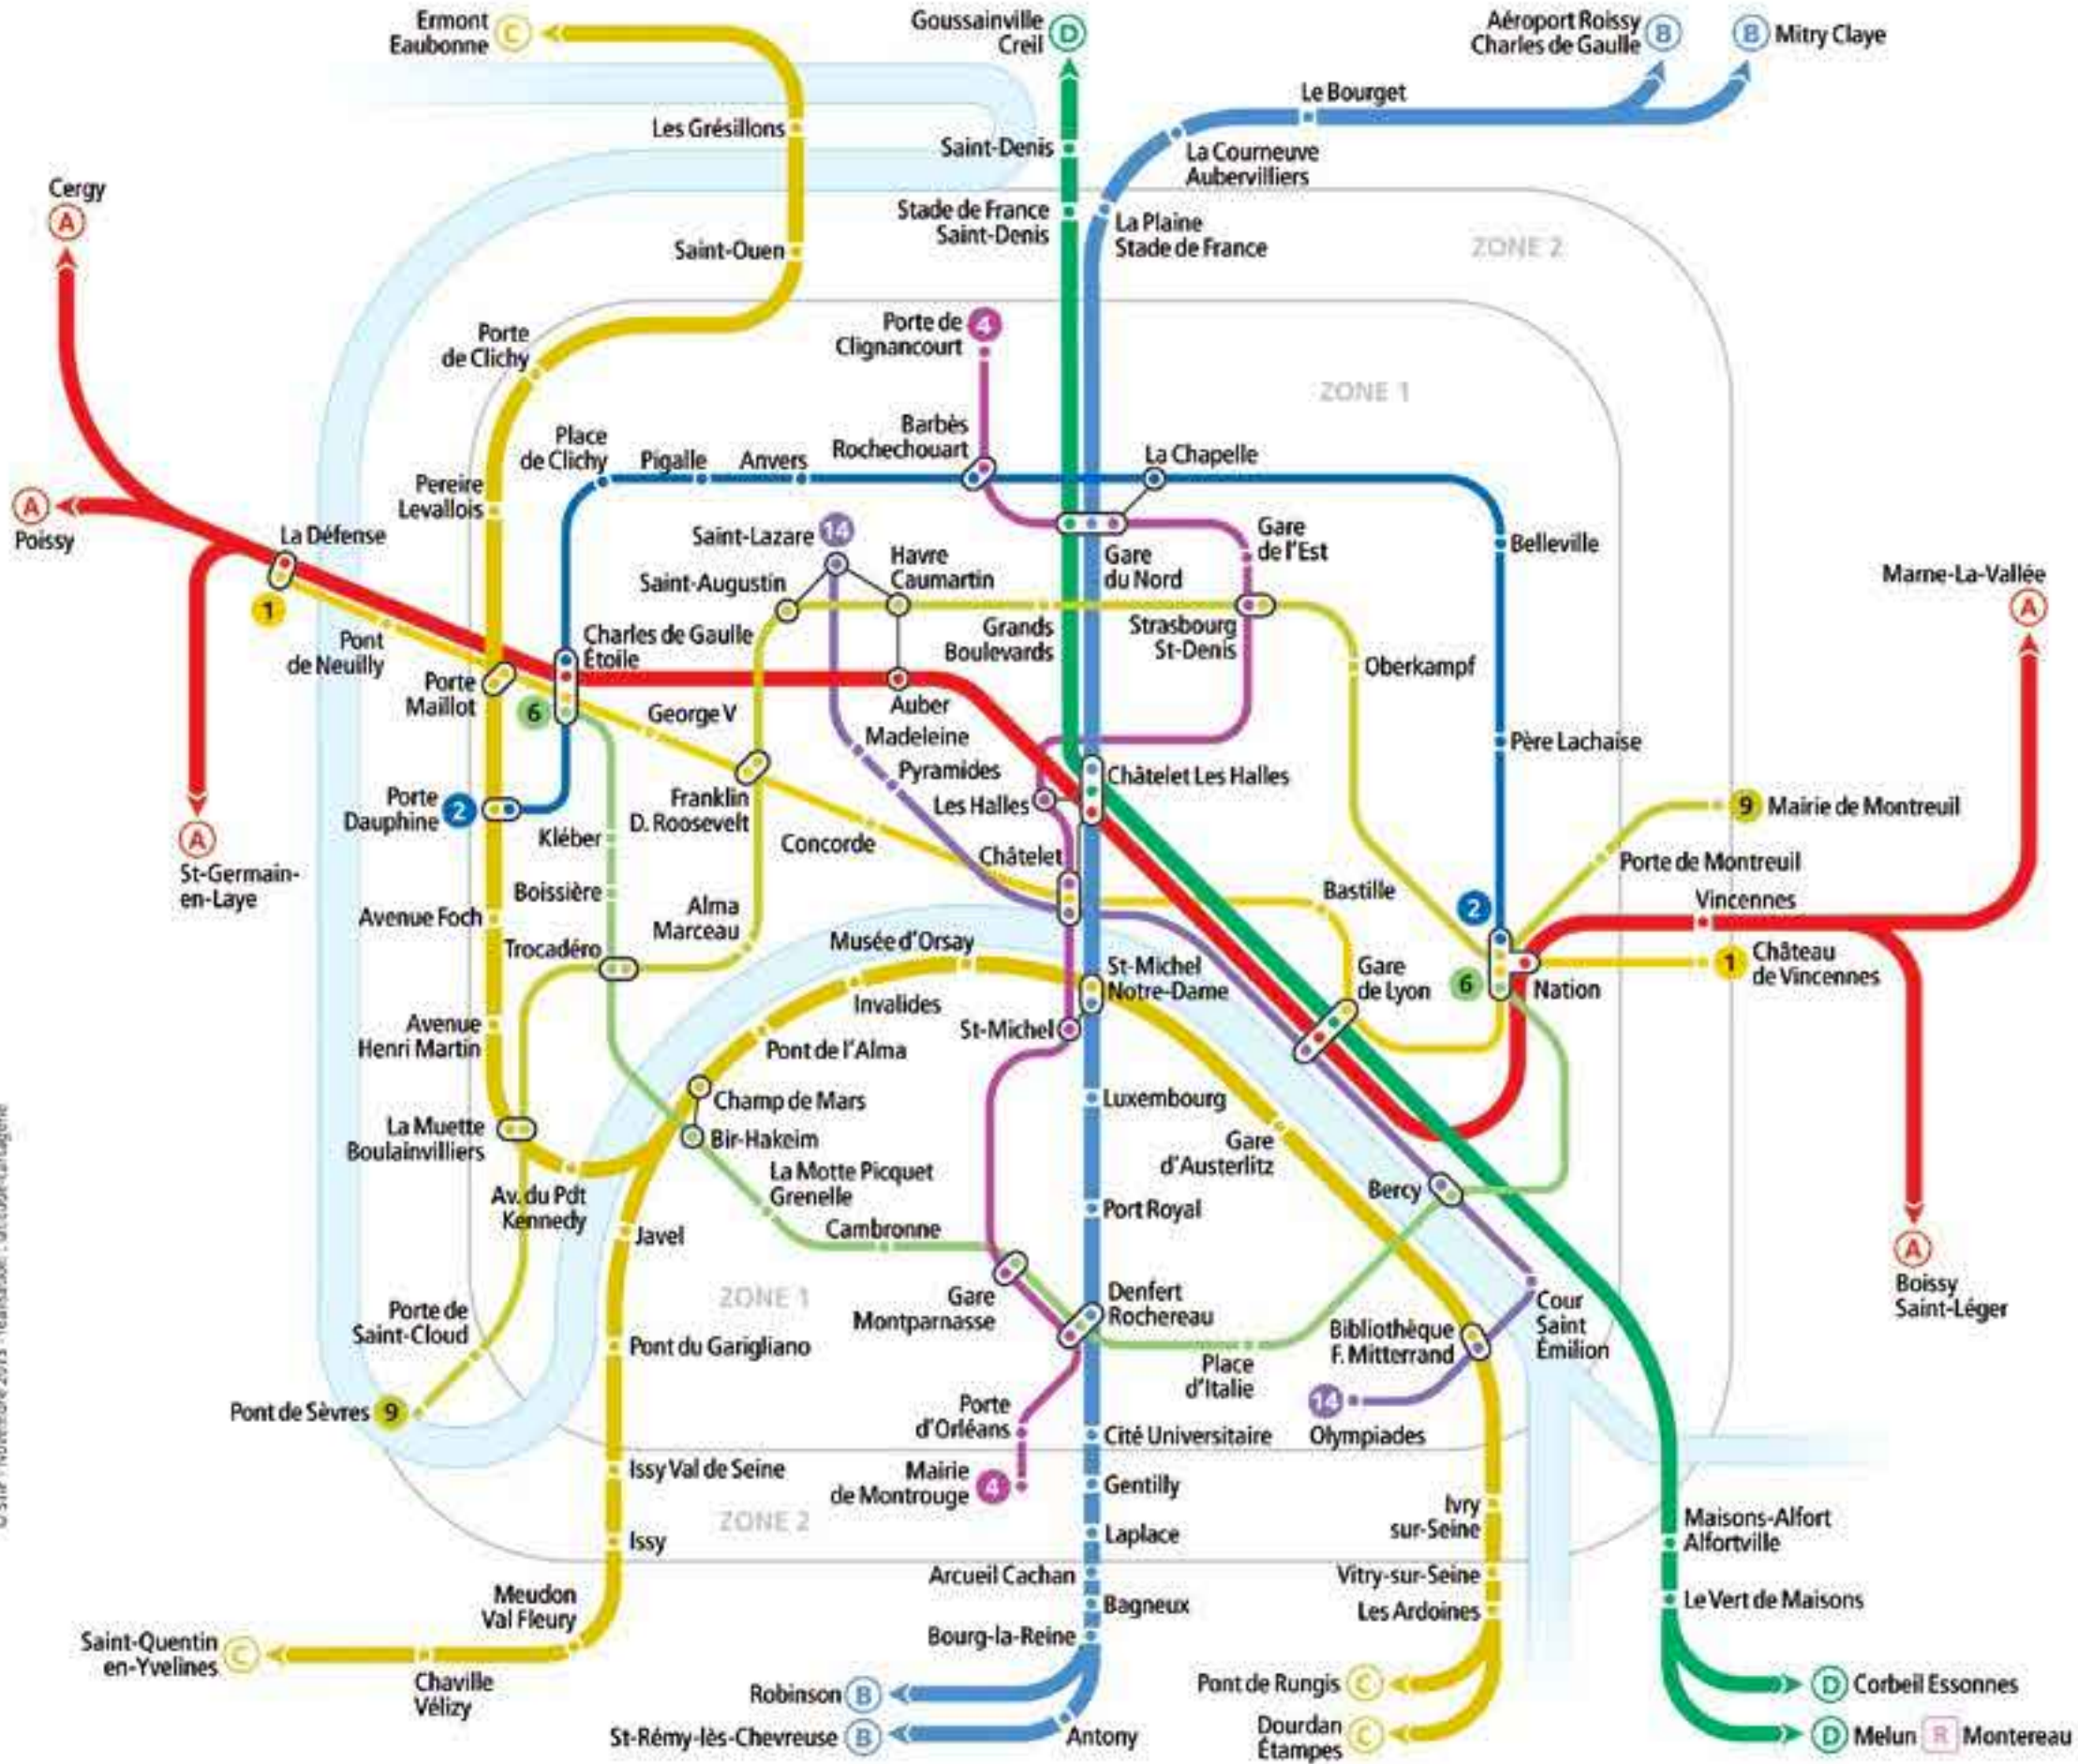 Ermont
Eaubonne
C
Goussainville
Creil
D
Aéroport Roissy
Charles de Gaulle
B
B
Mitry Claye
Le Bourget
Les Grésillons
Saint-Denis
La Courneuve
Aubervilliers
Cergy
A
Stade de France
Saint-Denis
La Plaine
Stade de France
Saint-Ouen
ZONE 2
Porte
de Clichy
Porte de
Clignancourt
4
ZONE 1
Place
de Clichy
Pigalle
Anvers
Barbès
Rochechouart
La Chapelle
Pereire
Levallois
A
Poissy
La Défense
1
Saint-Lazare
14
Gare
de l'Est
Belleville
Saint-Augustin
Havre
Caumartin
Gare
du Nord
Marne-La-Vallée
A
Pont
de Neuilly
Charles de Gaulle
Étoile
Grands
Boulevards
Strasbourg
St-Denis
Oberkampf
Porte
Maillot
6
George V
Auber
Madeleine
Père Lachaise
Pyramides
Châtelet Les Halles
Les Halles
Porte
Dauphine
2
Franklin
D. Roosevelt
9
Mairie de Montreuil
Kléber
Concorde
Châtelet
Porte de Montreuil
A
St-Germain-
en-Laye
Boissière
Bastille
Vincennes
Avenue Foch
Alma
Marceau
2
Trocadéro
Musée d'Orsay
St-Michel
Notre-Dame
Gare
de Lyon
6
Nation
1
Château
de Vincennes
Invalides
Avenue
Henri Martin
St-Michel
Pont de l'Alma
Champ de Mars
Luxembourg
La Muette
Boulainvilliers
Bir-Hakeim
Gare
d'Austerlitz
La Motte Picquet
Grenelle
Bercy
Av. du Pdt
Kennedy
Javel
Cambronne
Port Royal
A
Boissy
Saint-Léger
ZONE 1
Gare
Montparnasse
Denfert
Rochereau
Cour
Saint
Émilion
Porte de
Saint-Cloud
Pont du Garigliano
Bibliothèque
F. Mitterrand
Place
d'Italie
Pont de Sèvres
9
Porte
d'Orléans
14
Olympiades
Cité Universitaire
Issy Val de Seine
Mairie
de Montrouge
4
Gentilly
ZONE 2
Ivry
sur-Seine
Issy
Laplace
Maisons-Alfort
Alfortville
Arcueil Cachan
Vitry-sur-Seine
Meudon
Val Fleury
Bagneux
Les Ardoines
Le Vert de Maisons
Saint-Quentin
en-Yvelines
C
Bourg-la-Reine
Chaville
Vélizy
Robinson
B
Pont de Rungis
C
D
Corbeil Essonnes
St-Rémy-lès-Chevreuse
B
Antony
Dourdan
Étampes
C
D
Melun
R
Montereau